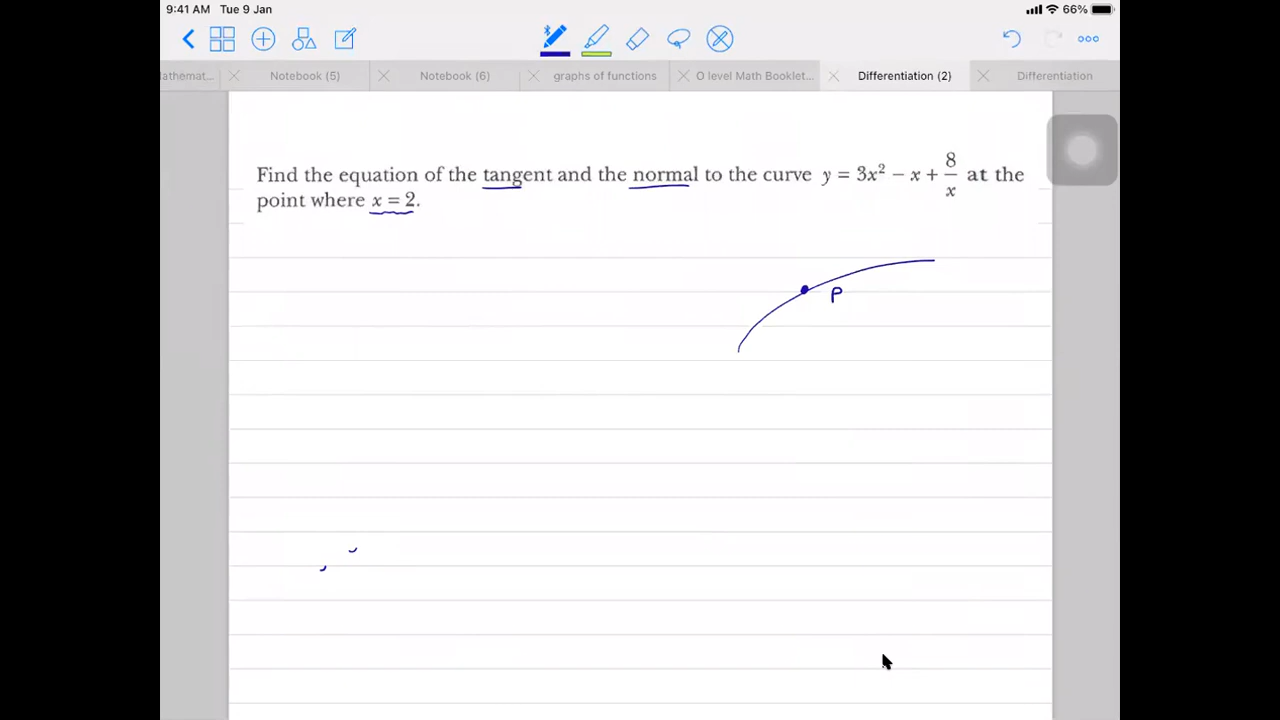 9:41 AM Tue 9 Jan 66%
athemat... Notebook (5) Notebook (6) graphs of functions O level Math Booklet... Differentiation (2) Differentiation
Find the equation of the tangent and the normal to the curve y = 3x² − x + 8/x at the
point where x = 2.
P